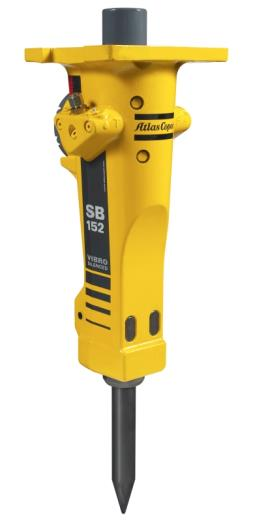 Atlas Copco
SB
152
VIBRO
SILENCED
T